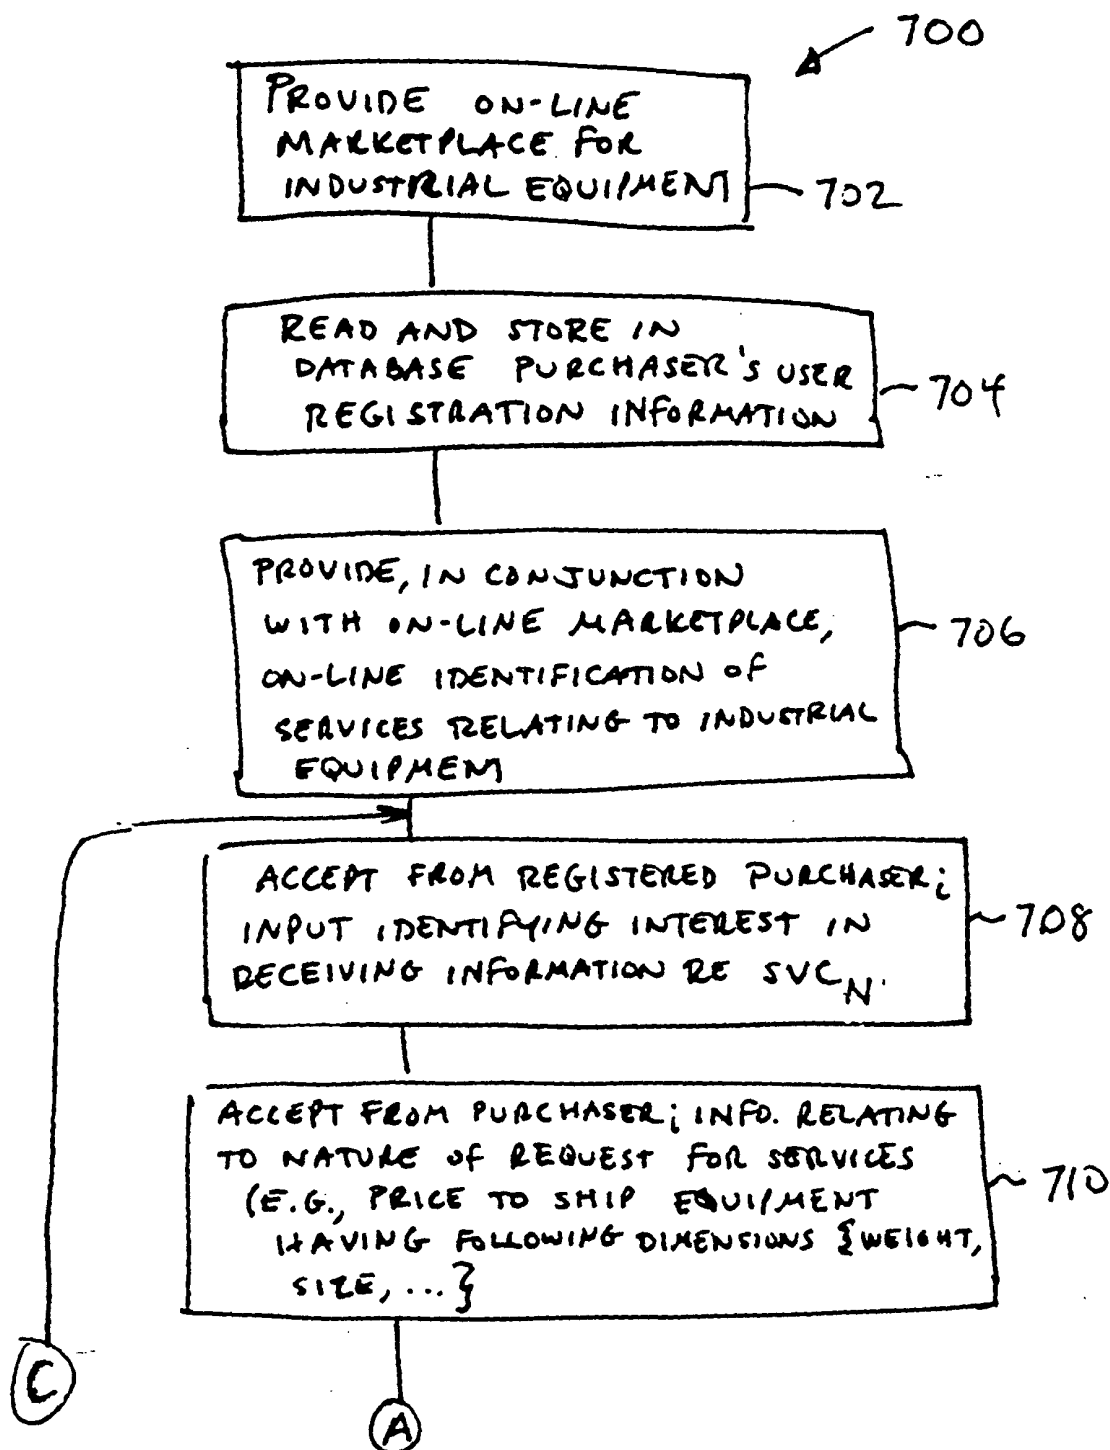 700
PROVIDE ON-LINE
MARKETPLACE FOR
INDUSTRIAL EQUIPMENT
702
READ AND STORE IN
DATABASE PURCHASER'S USER
REGISTRATION INFORMATION
704
PROVIDE, IN CONJUNCTION
WITH ON-LINE MARKETPLACE,
ON-LINE IDENTIFICATION OF
SERVICES RELATING TO INDUSTRIAL
EQUIPMENT
706
ACCEPT FROM REGISTERED PURCHASER;
INPUT IDENTIFYING INTEREST IN
RECEIVING INFORMATION RE SVC_N.
708
ACCEPT FROM PURCHASER; INFO. RELATING
TO NATURE OF REQUEST FOR SERVICES
(E.G., PRICE TO SHIP EQUIPMENT
HAVING FOLLOWING DIMENSIONS {WEIGHT,
SIZE, ...}
710
C
A